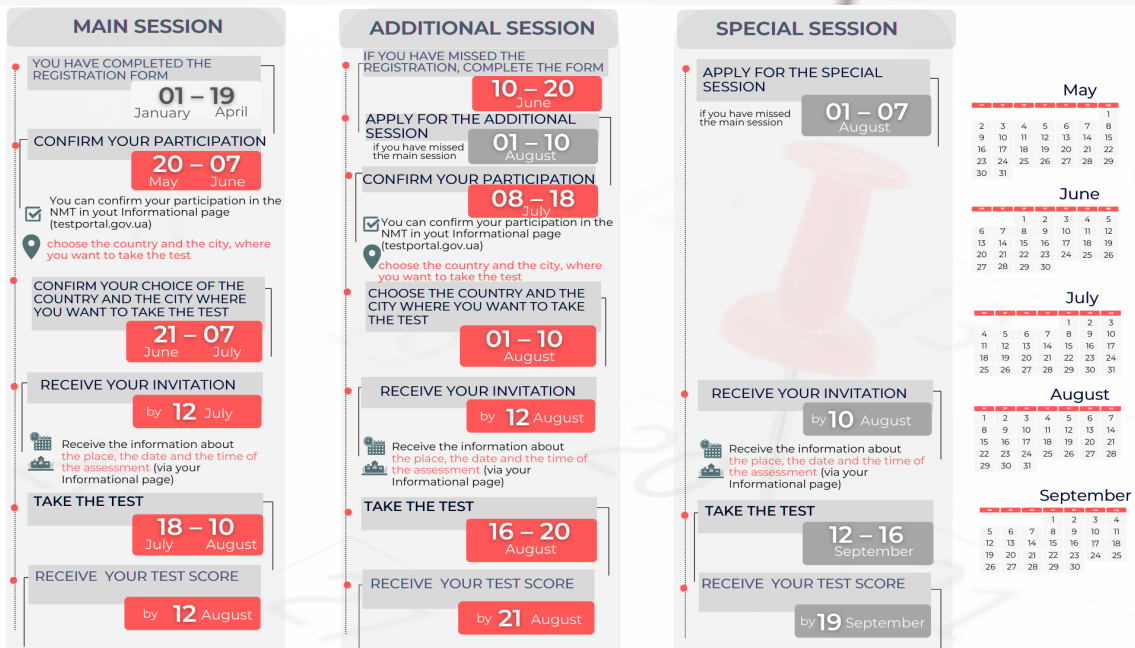 MAIN SESSION
YOU HAVE COMPLETED THE
REGISTRATION FORM
01 – 19
January April
CONFIRM YOUR PARTICIPATION
20 – 07
May June
You can confirm your participation in the
NMT in yout Informational page
(testportal.gov.ua)
choose the country and the city, where
you want to take the test
CONFIRM YOUR CHOICE OF THE
COUNTRY AND THE CITY WHERE
YOU WANT TO TAKE THE TEST
21 – 07
June July
RECEIVE YOUR INVITATION
by 12 July
Receive the information about
the place, the date and the time of
the assessment (via your
Informational page)
TAKE THE TEST
18 – 10
July August
RECEIVE YOUR TEST SCORE
by 12 August
ADDITIONAL SESSION
IF YOU HAVE MISSED THE
REGISTRATION, COMPLETE THE FORM
10 – 20
June
APPLY FOR THE ADDITIONAL
SESSION
if you have missed
the main session
01 – 10
August
CONFIRM YOUR PARTICIPATION
08 – 18
July
You can confirm your participation in the
NMT in yout Informational page
(testportal.gov.ua)
choose the country and the city, where
you want to take the test
CHOOSE THE COUNTRY AND THE
CITY WHERE YOU WANT TO TAKE
THE TEST
01 – 10
August
RECEIVE YOUR INVITATION
by 12 August
Receive the information about
the place, the date and the time of
the assessment (via your
Informational page)
TAKE THE TEST
16 – 20
August
RECEIVE YOUR TEST SCORE
by 21 August
SPECIAL SESSION
APPLY FOR THE SPECIAL
SESSION
if you have missed
the main session
01 – 07
August
RECEIVE YOUR INVITATION
by 10 August
Receive the information about
the place, the date and the time of
the assessment (via your
Informational page)
TAKE THE TEST
12 – 16
September
RECEIVE YOUR TEST SCORE
by 19 September
May
1
2 3 4 5 6 7 8
9 10 11 12 13 14 15
16 17 18 19 20 21 22
23 24 25 26 27 28 29
30 31
June
1 2 3 4 5
6 7 8 9 10 11 12
13 14 15 16 17 18 19
20 21 22 23 24 25 26
27 28 29 30
July
1 2 3
4 5 6 7 8 9 10
11 12 13 14 15 16 17
18 19 20 21 22 23 24
25 26 27 28 29 30 31
August
1 2 3 4 5 6 7
8 9 10 11 12 13 14
15 16 17 18 19 20 21
22 23 24 25 26 27 28
29 30 31
September
1 2 3 4
5 6 7 8 9 10 11
12 13 14 15 16 17 18
19 20 21 22 23 24 25
26 27 28 29 30